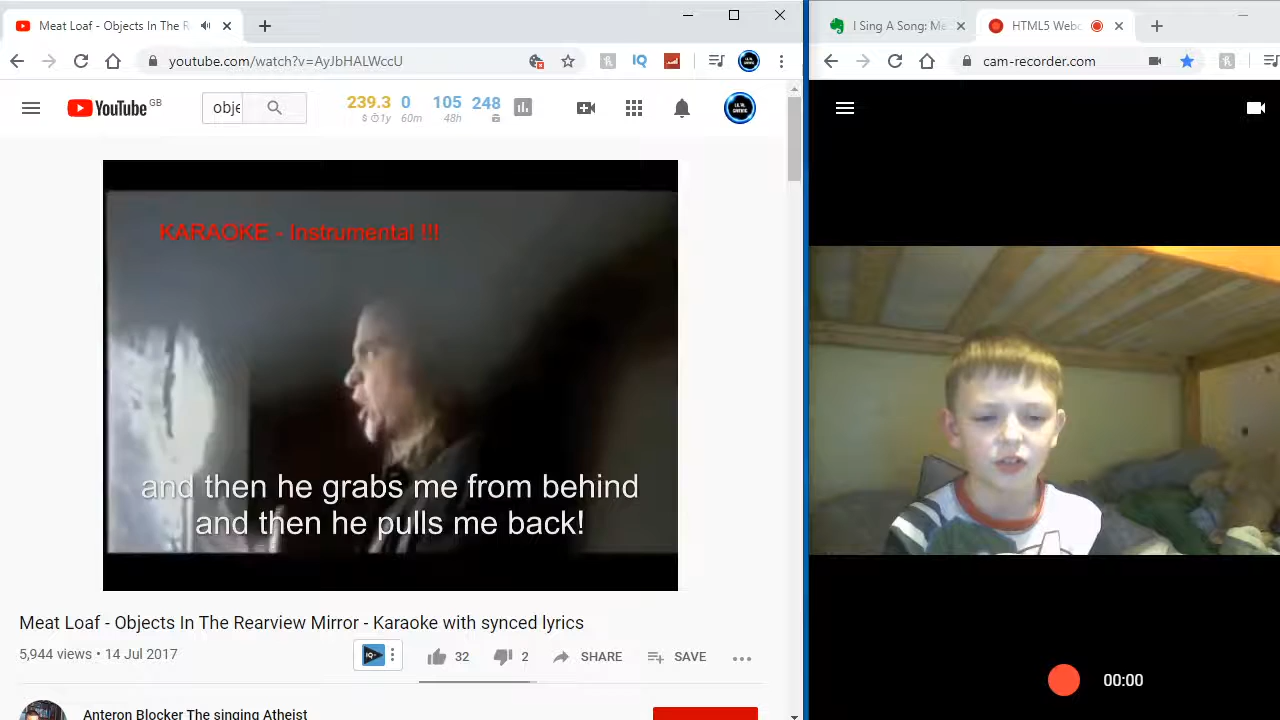 Meat Loaf - Objects In The R
I Sing A Song: Me
HTML5 Webc
youtube.com/watch?v=AyJbHALWccU
IQ
cam-recorder.com
YouTube GB
obje
239.3 0 105 248
$ 1y 60m 48h
KARAOKE - Instrumental !!!
and then he grabs me from behind
and then he pulls me back!
Meat Loaf - Objects In The Rearview Mirror - Karaoke with synced lyrics
5,944 views • 14 Jul 2017
IQ
32
2
SHARE
SAVE
00:00
Anteron Blocker The singing Atheist